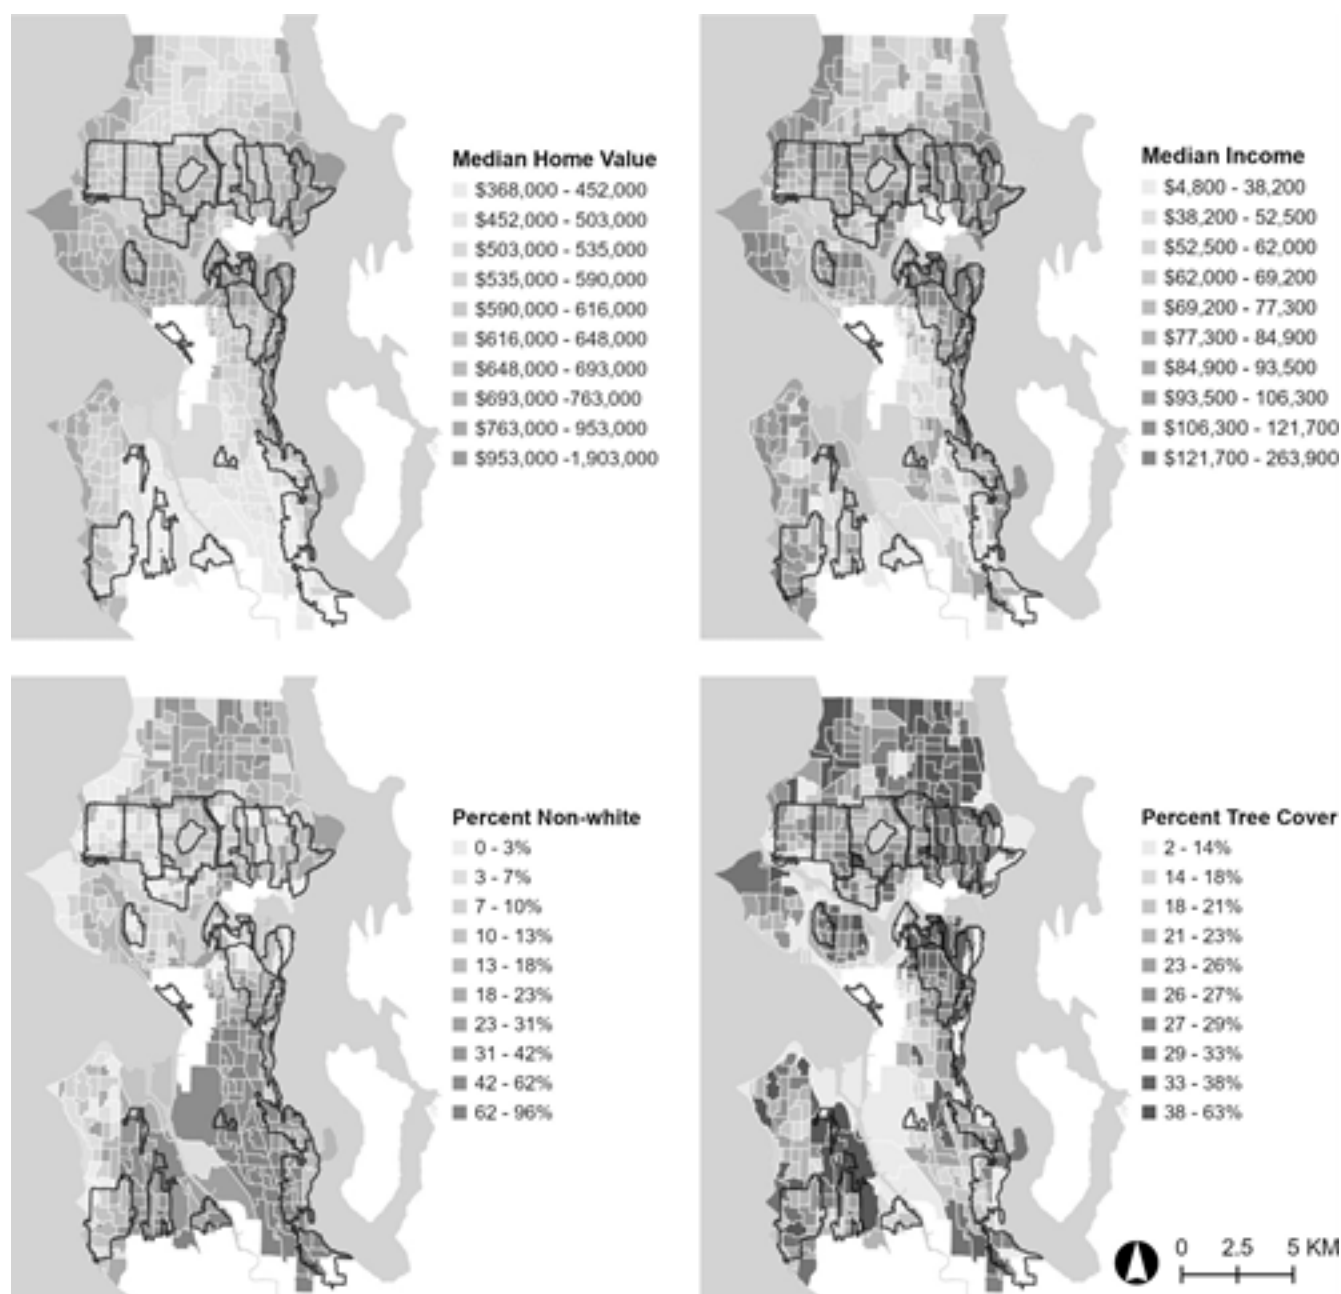 Median Home Value
$368,000 - 452,000
$452,000 - 503,000
$503,000 - 535,000
$535,000 - 590,000
$590,000 - 616,000
$616,000 - 648,000
$648,000 - 693,000
$693,000 -763,000
$763,000 - 953,000
$953,000 -1,903,000
Median Income
$4,800 - 38,200
$38,200 - 52,500
$52,500 - 62,000
$62,000 - 69,200
$69,200 - 77,300
$77,300 - 84,900
$84,900 - 93,500
$93,500 - 106,300
$106,300 - 121,700
$121,700 - 263,900
Percent Non-white
0 - 3%
3 - 7%
7 - 10%
10 - 13%
13 - 18%
18 - 23%
23 - 31%
31 - 42%
42 - 62%
62 - 96%
Percent Tree Cover
2 - 14%
14 - 18%
18 - 21%
21 - 23%
23 - 26%
26 - 27%
27 - 29%
29 - 33%
33 - 38%
38 - 63%
0 2.5 5 KM